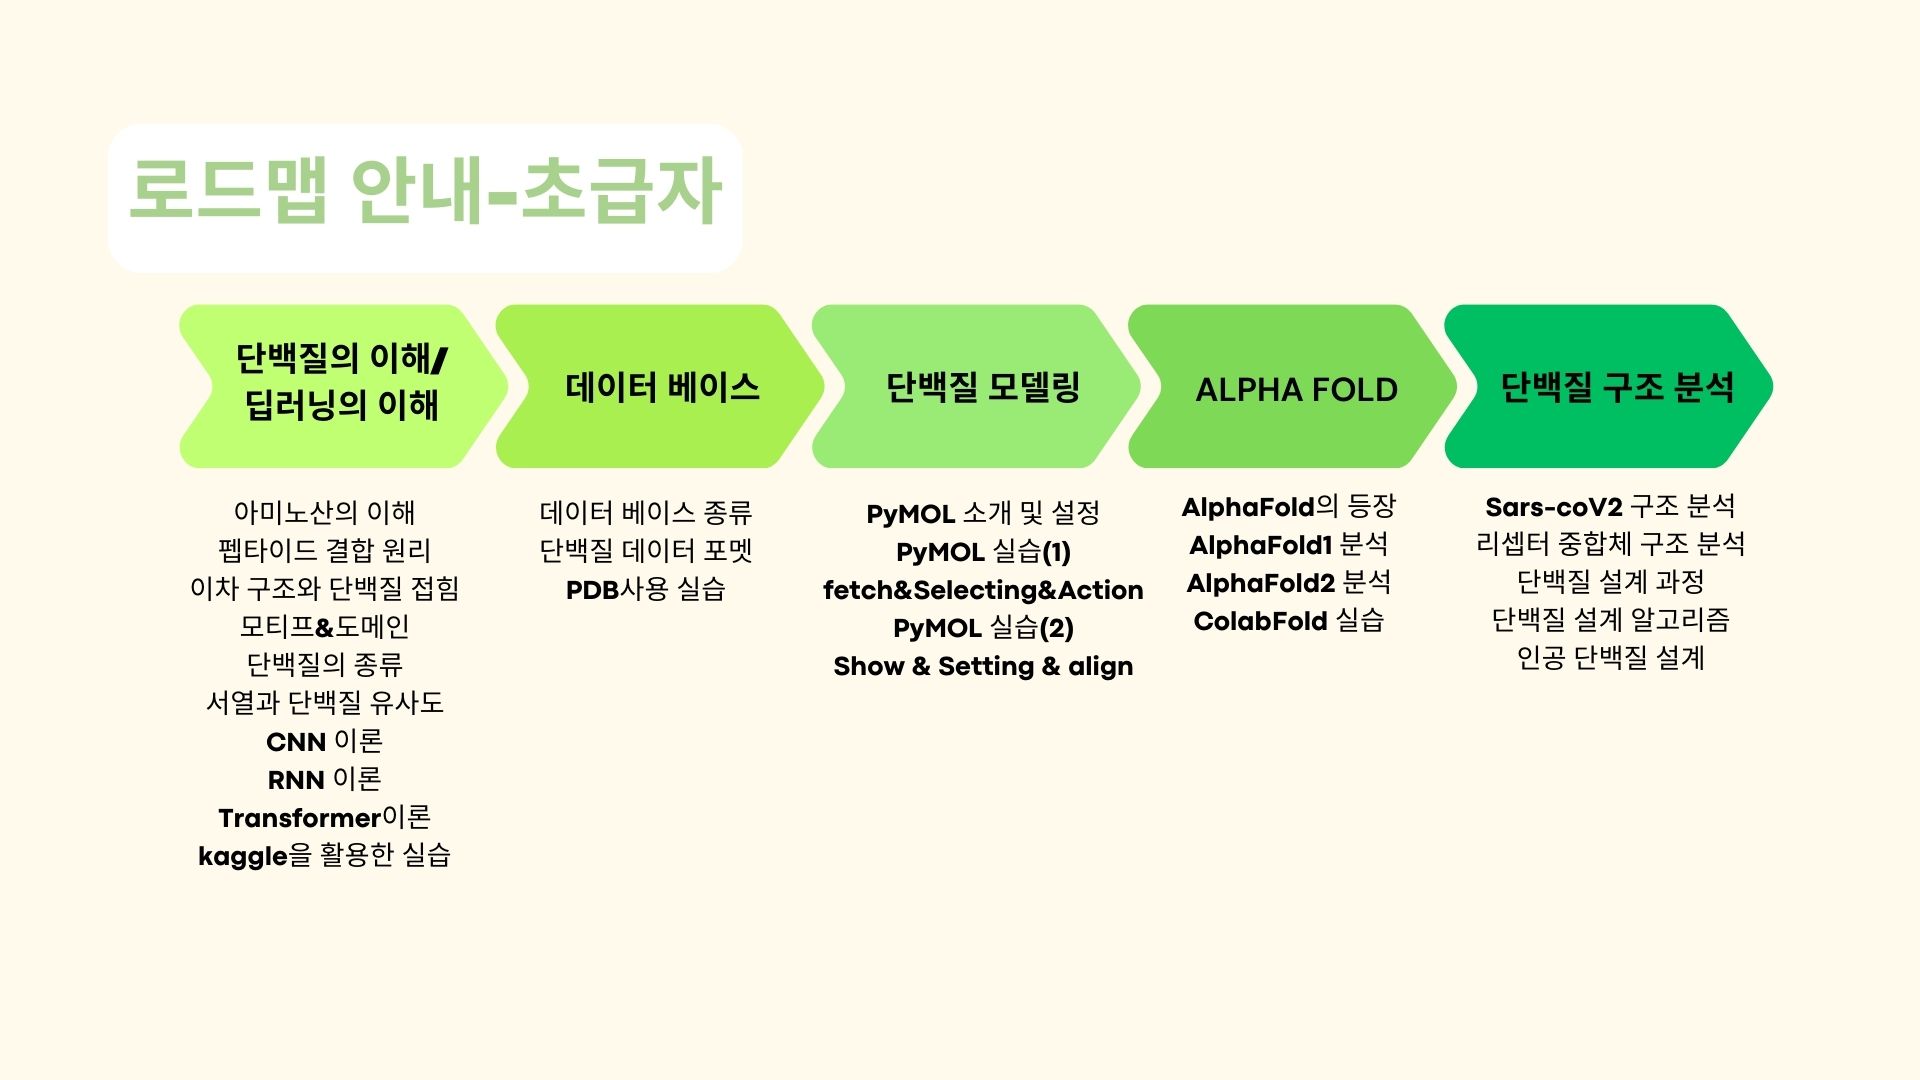 로드맵 안내-초급자
단백질의 이해/
딥러닝의 이해
아미노산의 이해
펩타이드 결합 원리
이차 구조와 단백질 접힘
모티프&도메인
단백질의 종류
서열과 단백질 유사도
CNN 이론
RNN 이론
Transformer이론
kaggle을 활용한 실습
데이터 베이스
데이터 베이스 종류
단백질 데이터 포멧
PDB사용 실습
단백질 모델링
PyMOL 소개 및 설정
PyMOL 실습(1)
fetch&Selecting&Action
PyMOL 실습(2)
Show & Setting & align
ALPHA FOLD
AlphaFold의 등장
AlphaFold1 분석
AlphaFold2 분석
ColabFold 실습
단백질 구조 분석
Sars-coV2 구조 분석
리셉터 중합체 구조 분석
단백질 설계 과정
단백질 설계 알고리즘
인공 단백질 설계